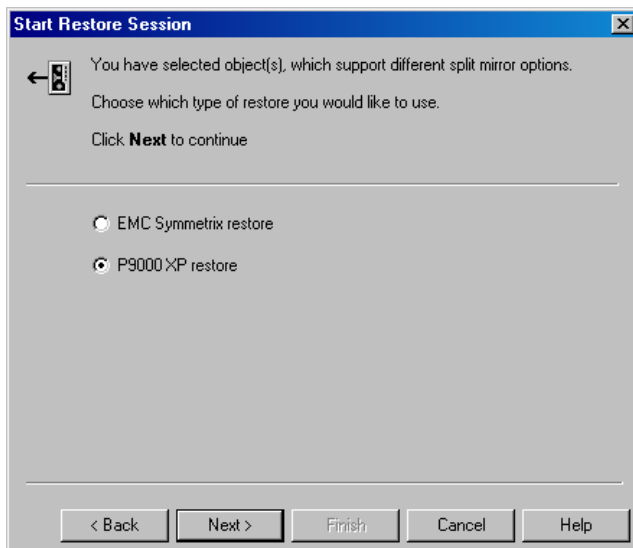 Start Restore Session
You have selected object(s), which support different split mirror options.
Choose which type of restore you would like to use.
Click Next to continue
EMC Symmetrix restore
P9000 XP restore
< Back Next > Finish Cancel Help